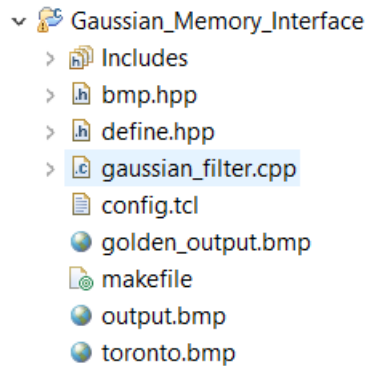 Gaussian_Memory_Interface
Includes
bmp.hpp
define.hpp
gaussian_filter.cpp
config.tcl
golden_output.bmp
makefile
output.bmp
toronto.bmp